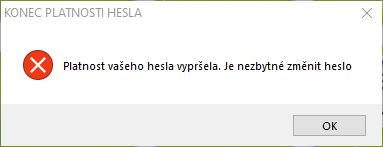 KONEC PLATNOSTI HESLA
Platnost vašeho hesla vypršela. Je nezbytné změnit heslo
OK